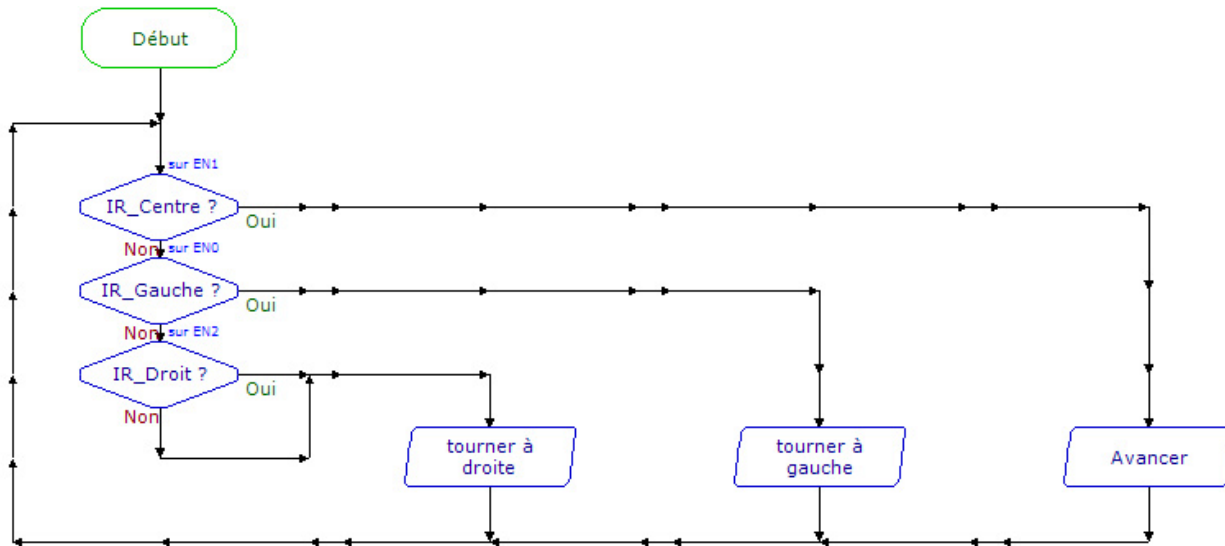 Début
sur EN1
IR_Centre ?
Oui
Non
sur EN0
IR_Gauche ?
Oui
Non
sur EN2
IR_Droit ?
Oui
Non
tourner à
droite
tourner à
gauche
Avancer